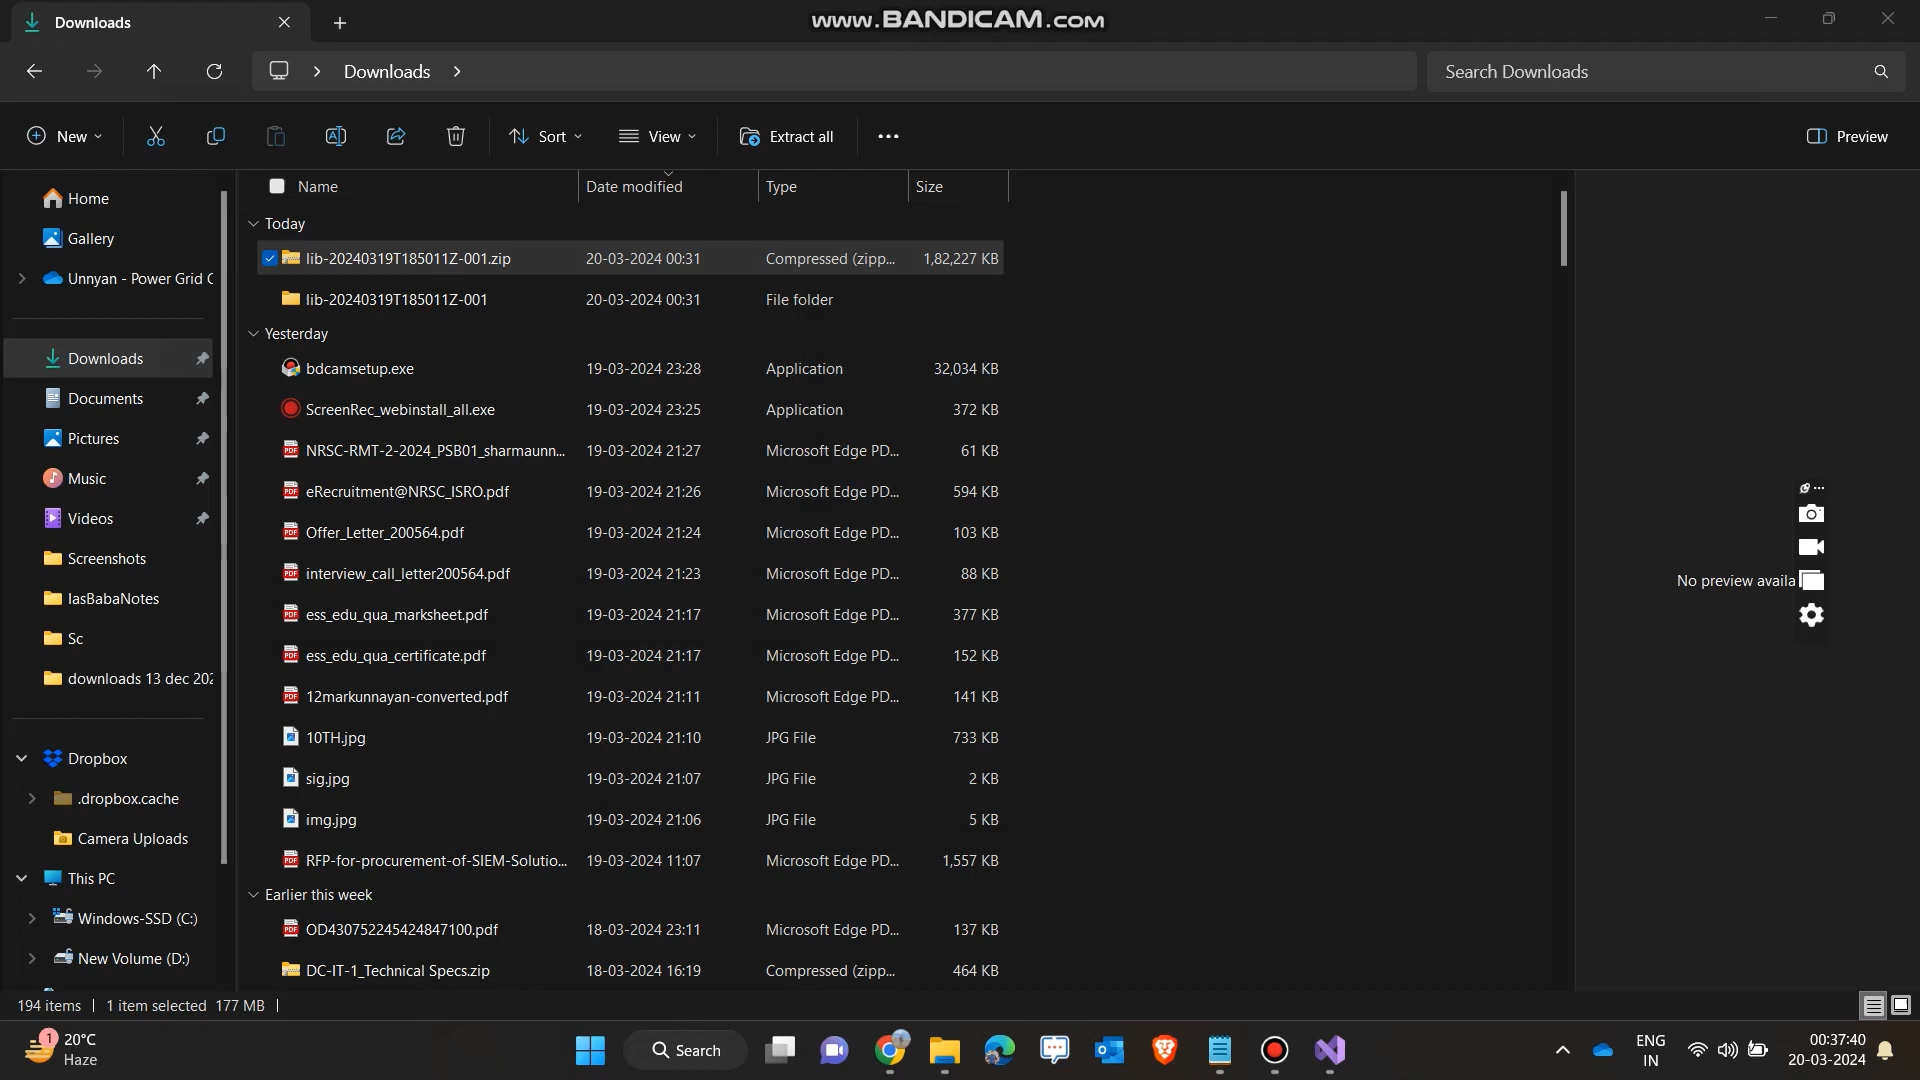 Downloads
www.BANDICAM.com
Downloads
Search Downloads
New
Sort
View
Extract all
Preview
Name
Date modified
Type
Size
Home
Gallery
Unnyan - Power Grid C
Downloads
Documents
Pictures
Music
Videos
Screenshots
IasBabaNotes
Sc
downloads 13 dec 202
Dropbox
.dropbox.cache
Camera Uploads
This PC
Windows-SSD (C:)
New Volume (D:)
Today
lib-20240319T185011Z-001.zip 20-03-2024 00:31 Compressed (zipp... 1,82,227 KB
lib-20240319T185011Z-001 20-03-2024 00:31 File folder
Yesterday
bdcamsetup.exe 19-03-2024 23:28 Application 32,034 KB
ScreenRec_webinstall_all.exe 19-03-2024 23:25 Application 372 KB
NRSC-RMT-2-2024_PSB01_sharmaunn... 19-03-2024 21:27 Microsoft Edge PD... 61 KB
eRecruitment@NRSC_ISRO.pdf 19-03-2024 21:26 Microsoft Edge PD... 594 KB
Offer_Letter_200564.pdf 19-03-2024 21:24 Microsoft Edge PD... 103 KB
interview_call_letter200564.pdf 19-03-2024 21:23 Microsoft Edge PD... 88 KB
ess_edu_qua_marksheet.pdf 19-03-2024 21:17 Microsoft Edge PD... 377 KB
ess_edu_qua_certificate.pdf 19-03-2024 21:17 Microsoft Edge PD... 152 KB
12markunnayan-converted.pdf 19-03-2024 21:11 Microsoft Edge PD... 141 KB
10TH.jpg 19-03-2024 21:10 JPG File 733 KB
sig.jpg 19-03-2024 21:07 JPG File 2 KB
img.jpg 19-03-2024 21:06 JPG File 5 KB
RFP-for-procurement-of-SIEM-Solutio... 19-03-2024 11:07 Microsoft Edge PD... 1,557 KB
Earlier this week
OD430752245424847100.pdf 18-03-2024 23:11 Microsoft Edge PD... 137 KB
DC-IT-1_Technical Specs.zip 18-03-2024 16:19 Compressed (zipp... 464 KB
No preview availa
194 items
1 item selected 177 MB
1
20°C
Haze
Search
ENG
IN
00:37:40
20-03-2024